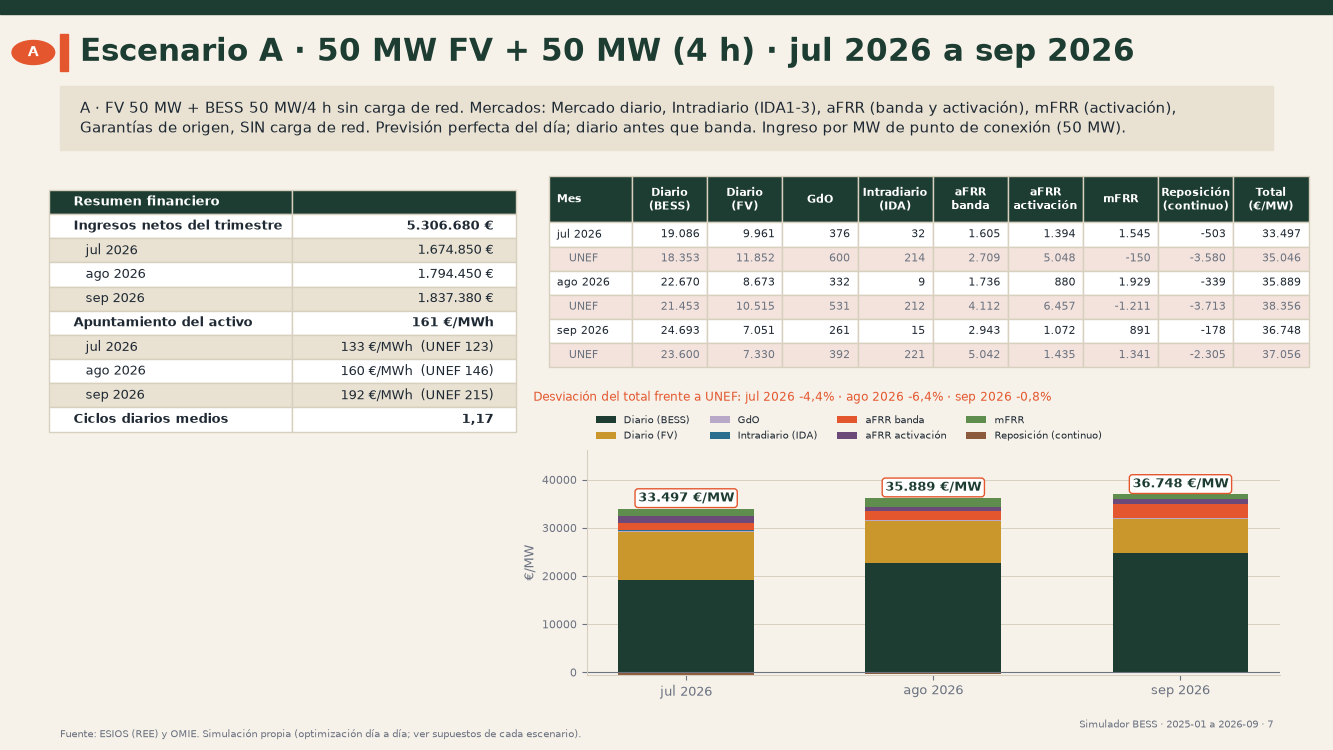 A
Escenario A · 50 MW FV + 50 MW (4 h) · jul 2026 a sep 2026
A · FV 50 MW + BESS 50 MW/4 h sin carga de red. Mercados: Mercado diario, Intradiario (IDA1-3), aFRR (banda y activación), mFRR (activación),
Garantías de origen, SIN carga de red. Previsión perfecta del día; diario antes que banda. Ingreso por MW de punto de conexión (50 MW).
Resumen financiero
Ingresos netos del trimestre 5.306.680 €
jul 2026 1.674.850 €
ago 2026 1.794.450 €
sep 2026 1.837.380 €
Apuntamiento del activo 161 €/MWh
jul 2026 133 €/MWh (UNEF 123)
ago 2026 160 €/MWh (UNEF 146)
sep 2026 192 €/MWh (UNEF 215)
Ciclos diarios medios 1,17
Mes Diario (BESS) Diario (FV) GdO Intradiario (IDA) aFRR banda aFRR activación mFRR Reposición (continuo) Total (€/MW)
jul 2026 19.086 9.961 376 32 1.605 1.394 1.545 -503 33.497
UNEF 18.353 11.852 600 214 2.709 5.048 -150 -3.580 35.046
ago 2026 22.670 8.673 332 9 1.736 880 1.929 -339 35.889
UNEF 21.453 10.515 531 212 4.112 6.457 -1.211 -3.713 38.356
sep 2026 24.693 7.051 261 15 2.943 1.072 891 -178 36.748
UNEF 23.600 7.330 392 221 5.042 1.435 1.341 -2.305 37.056
Desviación del total frente a UNEF: jul 2026 -4,4% · ago 2026 -6,4% · sep 2026 -0,8%
Diario (BESS) GdO aFRR banda mFRR
Diario (FV) Intradiario (IDA) aFRR activación Reposición (continuo)
€/MW
40000
30000
20000
10000
0
33.497 €/MW
35.889 €/MW
36.748 €/MW
jul 2026 ago 2026 sep 2026
Fuente: ESIOS (REE) y OMIE. Simulación propia (optimización día a día; ver supuestos de cada escenario).
Simulador BESS · 2025-01 a 2026-09 · 7